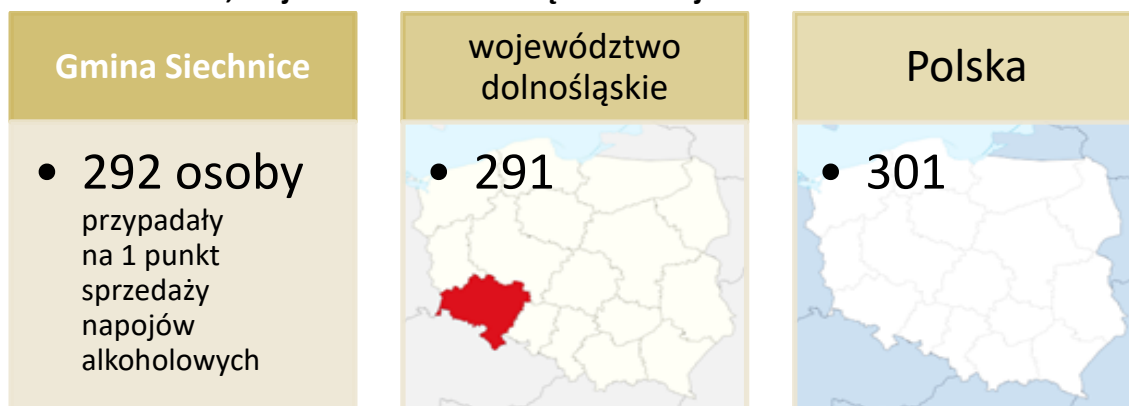 Gmina Siechnice
• 292 osoby
przypadały
na 1 punkt
sprzedaży
napojów
alkoholowych
województwo
dolnośląskie
• 291
Polska
• 301